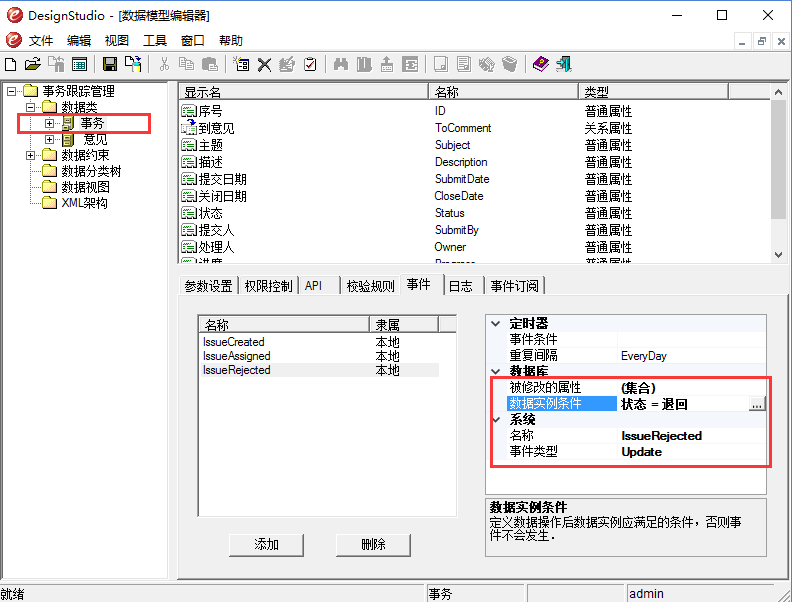 DesignStudio - [数据模型编辑器]
文件 编辑 视图 工具 窗口 帮助
事务跟踪管理
数据类
事务
意见
数据约束
数据分类树
数据视图
XML架构
显示名 名称 类型
序号 ID 普通属性
到意见 ToComment 关系属性
主题 Subject 普通属性
描述 Description 普通属性
提交日期 SubmitDate 普通属性
关闭日期 CloseDate 普通属性
状态 Status 普通属性
提交人 SubmitBy 普通属性
处理人 Owner 普通属性
进度 Progress 普通属性
参数设置 权限控制 API 校验规则 事件 日志 事件订阅
名称 隶属
IssueCreated 本地
IssueAssigned 本地
IssueRejected 本地
添加 删除
定时器
事件条件
重复间隔 EveryDay
数据库
被修改的属性 (集合)
数据实例条件 状态 = 退回 ...
系统
名称 IssueRejected
事件类型 Update
数据实例条件
定义数据操作后数据实例应满足的条件，否则事
件不会发生.
就绪 事务 admin